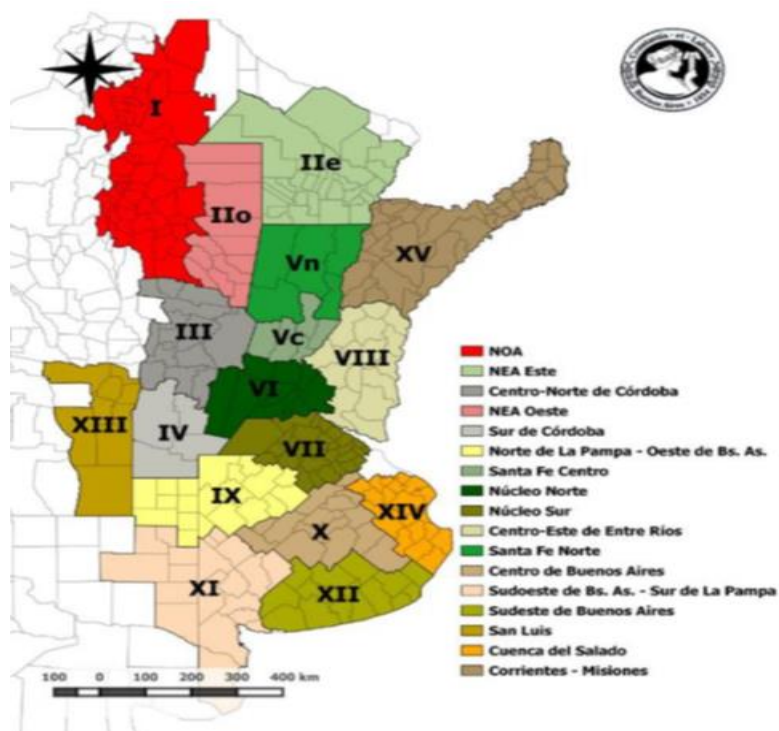 I
IIe
IIo
XV
Vn
III
Vc
VIII
VI
XIII
IV
VII
IX
XIV
X
XI
XII
NOA
NEA Este
Centro-Norte de Córdoba
NEA Oeste
Sur de Córdoba
Norte de La Pampa - Oeste de Bs. As.
Santa Fe Centro
Núcleo Norte
Núcleo Sur
Centro-Este de Entre Ríos
Santa Fe Norte
Centro de Buenos Aires
Sudoeste de Bs. As. - Sur de La Pampa
Sudeste de Buenos Aires
San Luis
Cuenca del Salado
Corrientes - Misiones
100 0 100 200 300 400 km